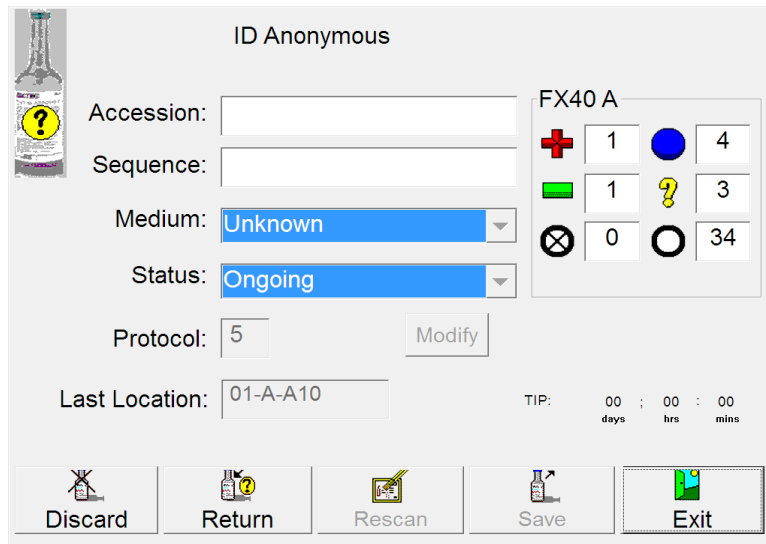 ID Anonymous
FX40 A
Accession:
1 4
Sequence:
1 3
Medium: Unknown
0 34
Status: Ongoing
Protocol: 5 Modify
Last Location: 01-A-A10
TIP: 00 ; 00 : 00
days hrs mins
Discard Return Rescan Save Exit